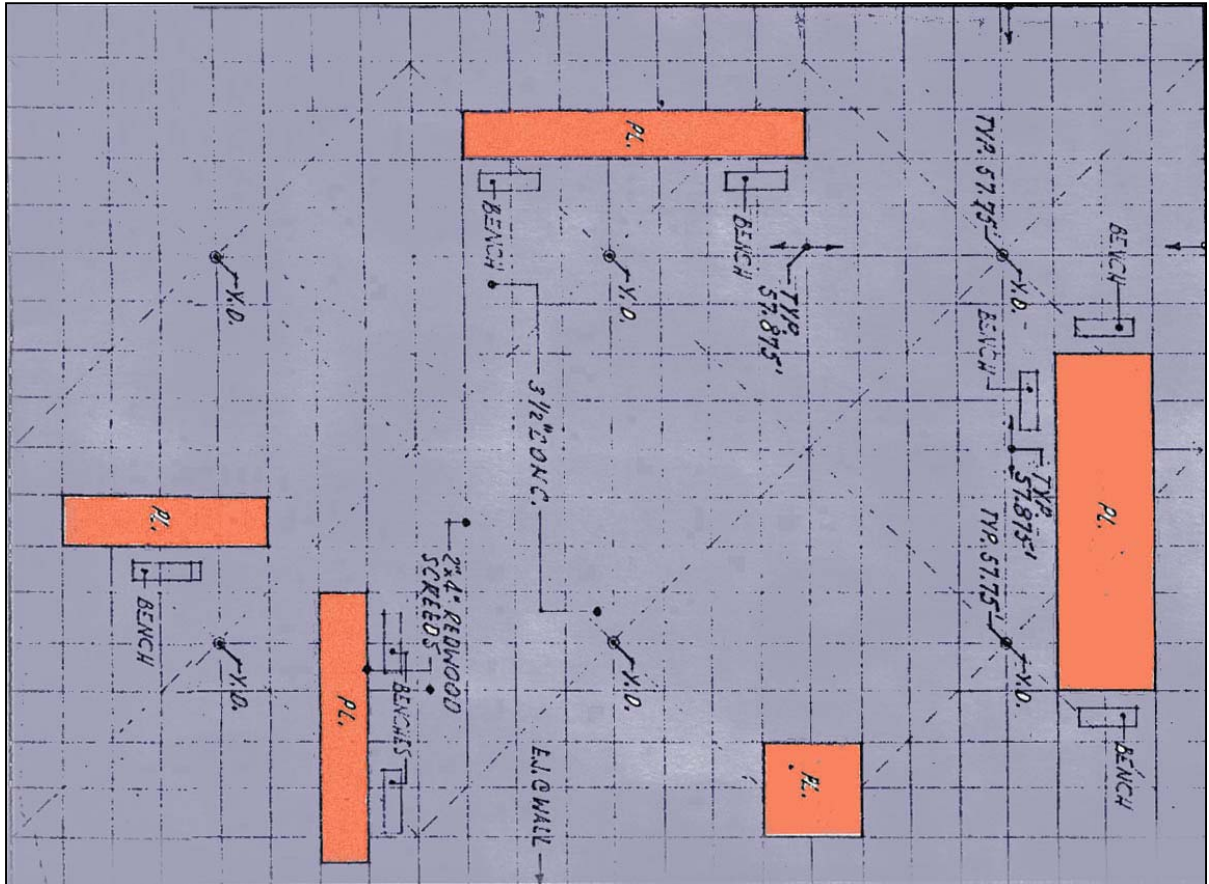 PL.
BENCH
BENCH
TYP. 57.75'
BENCH
Y.D.
Y.D.
Y.D.
TYP.
57.875'
BENCH
3 1/2" CONC.
TYP.
57.875'
PL.
PL.
TYP. 57.75'
2"x4" REDWOOD
SCREEDS
BENCH
Y.D.
Y.D.
Y.D.
PL.
BENCHES
E.J. @ WALL
PL.
BENCH